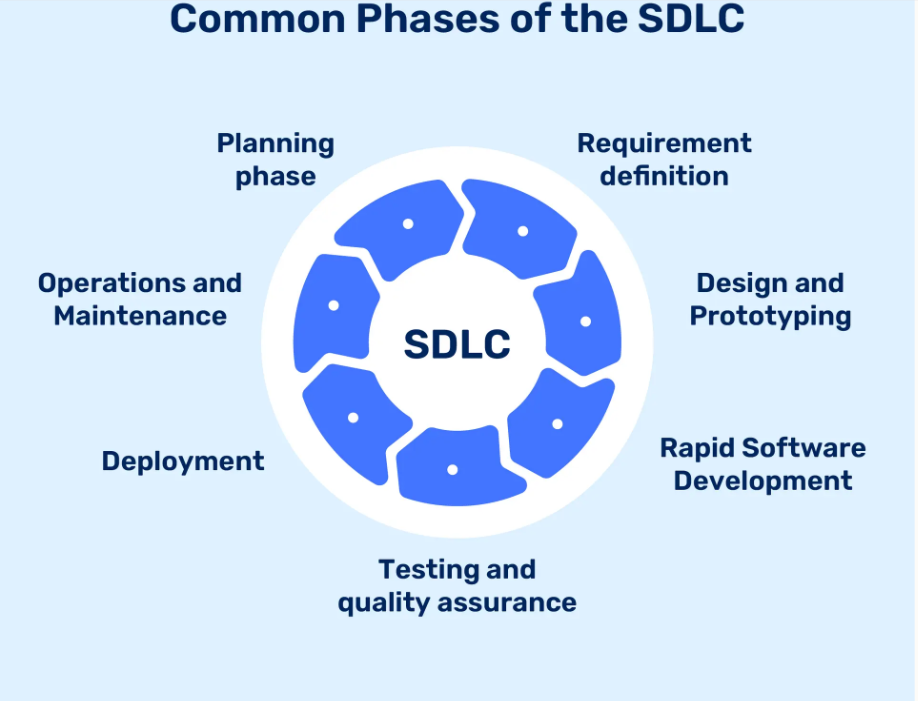 Common Phases of the SDLC
Planning
phase
Requirement
definition
Operations and
Maintenance
Design and
Prototyping
SDLC
Deployment
Rapid Software
Development
Testing and
quality assurance